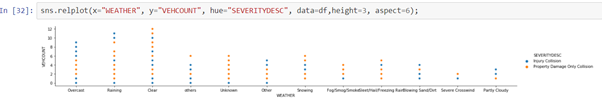 In [32]: sns.relplot(x="WEATHER", y="VEHCOUNT", hue="SEVERITYDESC", data=df,height=3, aspect=6);
12
10
8
6
4
2
0
VEHCOUNT
Overcast Raining Clear others Unknown Other Snowing Fog/Smog/Smoke Sleet/Hail/Freezing Rain Blowing Sand/Dirt Severe Crosswind Partly Cloudy
WEATHER
SEVERITYDESC
Injury Collision
Property Damage Only Collision